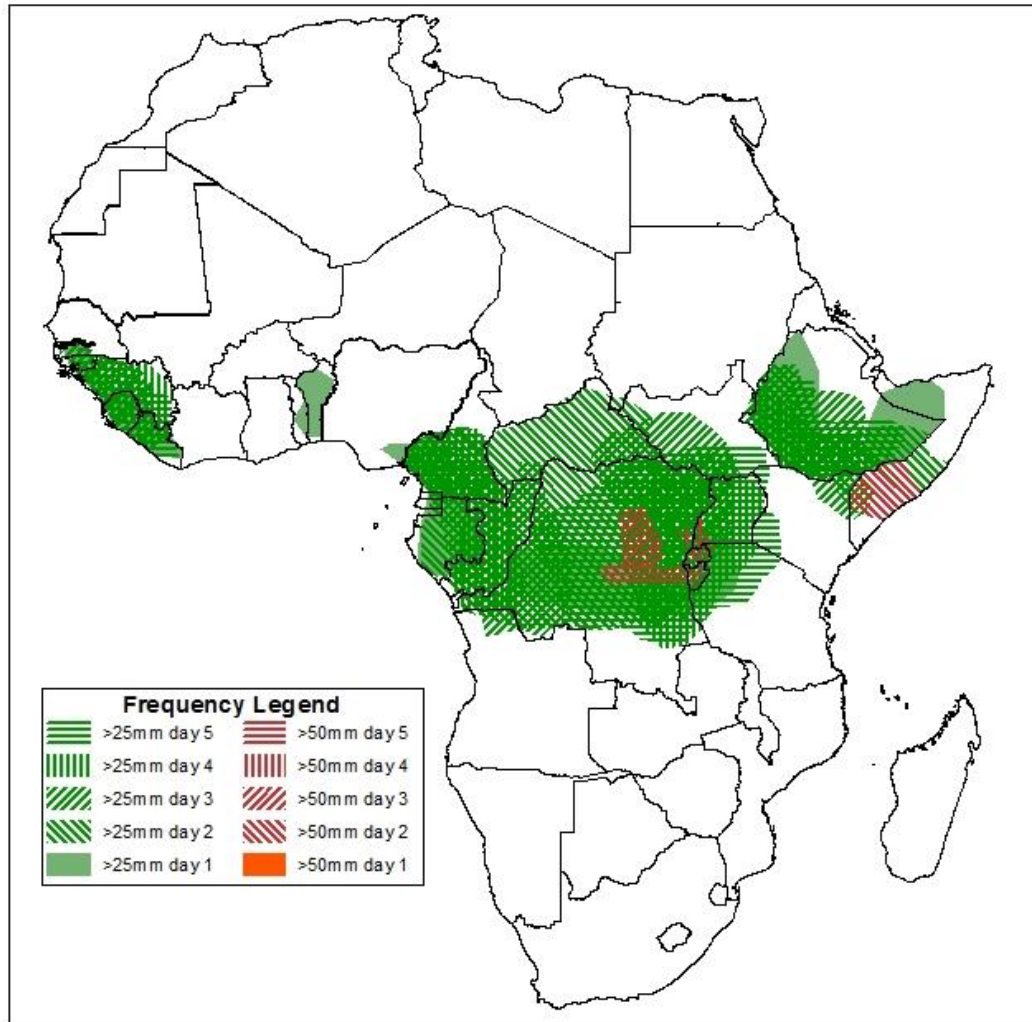 Frequency Legend
>25mm day 5 >50mm day 5
>25mm day 4 >50mm day 4
>25mm day 3 >50mm day 3
>25mm day 2 >50mm day 2
>25mm day 1 >50mm day 1